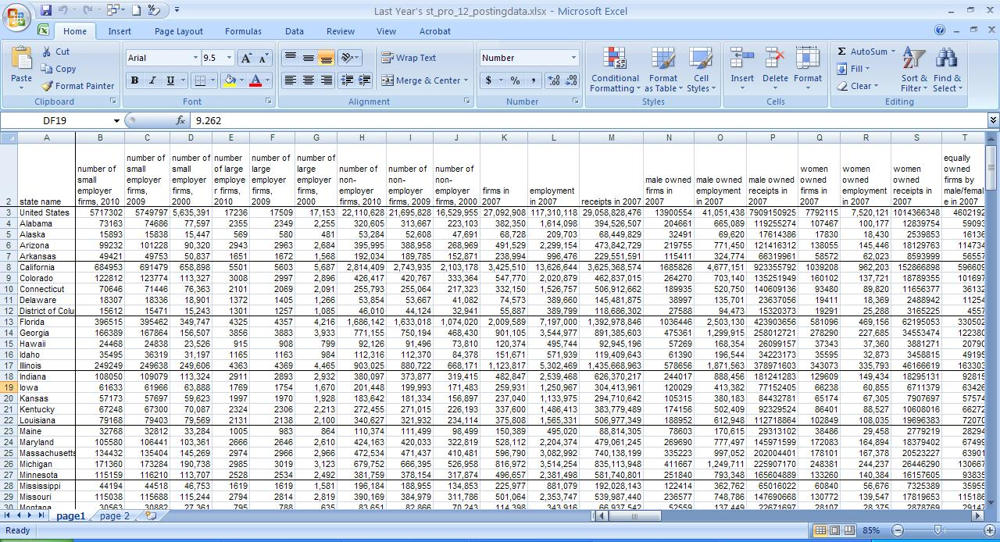 Last Year's st_pro_12_postingdata.xlsx - Microsoft Excel
Home Insert Page Layout Formulas Data Review View Acrobat
Paste Cut Copy Format Painter Clipboard
Arial 9.5 A A B I U A Font
Wrap Text Merge & Center Alignment
Number $ % , Number
Conditional Formatting Format as Table Cell Styles Styles
Insert Delete Format Cells
Σ AutoSum Fill Clear Sort & Filter Find & Select Editing
DF19 fx 9.262
A B C D E F G H I J K L M N O P Q R S T
2 state name
number of small employer firms, 2010
number of small employer firms, 2009
number of small employer firms, 2000
number of large employer firms, 2010
number of large employer firms, 2009
number of large employer firms, 2000
number of non-employer firms, 2010
number of non-employer firms, 2009
number of non-employer firms, 2000
firms in 2007
employment in 2007
receipts in 2007
male owned firms in 2007
male owned employment in 2007
male owned receipts in 2007
women owned firms in 2007
women owned employment in 2007
women owned receipts in 2007
equally owned firms by male/female in 2007
3 United States 5717302 5749797 5,635,391 17236 17509 17,153 22,110,628 21,695,828 16,529,955 27,092,908 117,310,118 29,058,828,476 13900554 41,051,438 7909150925 7792115 7,520,121 1014366348 4602192
4 Alabama 73163 74686 77,597 2355 2349 2,255 320,605 313,667 223,103 382,350 1,614,098 394,526,507 204661 665,089 119255274 107467 100,177 12839754 59093
5 Alaska 15893 15838 15,447 569 580 481 53,284 52,608 47,691 68,728 209,703 68,449,829 32491 69,620 17614386 17830 18,430 2539853 16136
6 Arizona 99232 101228 90,320 2943 2963 2,684 395,995 388,958 268,969 491,529 2,299,154 473,842,729 219755 771,450 121416312 138055 145,446 18129763 114734
7 Arkansas 49421 49753 50,837 1651 1672 1,568 192,034 189,785 152,871 238,994 996,476 229,551,591 115411 324,774 66319961 58572 62,023 8593999 56557
8 California 684953 691479 658,898 5501 5603 5,687 2,814,409 2,743,935 2,103,178 3,425,510 13,626,644 3,625,368,574 1685826 4,677,151 923355792 1039208 962,203 152866898 596609
9 Colorado 122812 123774 113,327 3008 2997 2,896 426,417 420,767 333,364 547,770 2,020,879 462,837,015 264270 703,140 135251949 160102 137,721 18789355 101697
10 Connecticut 70646 71446 76,363 2101 2069 2,091 255,793 252,064 217,323 332,150 1,526,757 506,912,662 189935 520,750 140609136 93480 89,820 11656377 36132
11 Delaware 18307 18336 18,901 1372 1405 1,266 53,854 53,667 41,082 74,573 389,660 145,481,875 38997 135,701 23637056 19411 18,369 2488942 11254
12 District of Colu 15612 15471 15,243 1301 1257 1,085 46,010 44,124 32,941 55,887 389,799 118,686,302 27588 94,473 15320373 19291 25,288 3165225 4557
13 Florida 396515 395462 349,747 4325 4357 4,216 1,686,142 1,633,018 1,074,020 2,009,589 7,197,000 1,392,978,846 1036446 2,503,130 423903656 581096 469,156 62195053 330502
14 Georgia 166389 167864 156,507 3858 3883 3,933 771,155 750,194 468,430 901,105 3,544,977 891,385,603 475361 1,299,915 258012721 278290 227,685 34553474 122380
15 Hawaii 24468 24838 23,526 915 908 799 92,126 91,496 73,810 120,374 495,744 92,945,196 57269 168,354 26099157 37343 37,360 3881271 20790
16 Idaho 35495 36319 31,197 1165 1163 984 112,316 112,370 84,378 151,671 571,939 119,409,643 61390 196,544 34223173 35595 32,873 3458815 49195
17 Illinois 249249 249638 249,606 4363 4369 4,465 903,025 880,722 668,171 1,123,817 5,302,469 1,435,668,963 578656 1,871,563 378971603 343073 335,793 46166619 163303
18 Indiana 108050 109079 113,324 2911 2893 2,932 380,097 373,877 319,415 482,847 2,589,468 626,370,217 244017 888,456 181241283 129609 149,434 18295131 92815
19 Iowa 61633 61966 63,888 1769 1754 1,670 201,448 199,993 171,483 259,931 1,250,967 304,413,961 120029 413,382 77152405 66238 60,855 6711379 63426
20 Kansas 57173 57697 59,623 1997 1970 1,928 183,642 181,334 156,897 237,040 1,133,975 294,710,642 105315 380,183 84432781 65174 67,305 7907697 57574
21 Kentucky 67248 67300 70,087 2324 2306 2,213 272,455 271,013 226,193 337,600 1,486,413 383,779,489 174156 502,409 92329524 86401 88,527 10608016 66272
22 Louisiana 79168 79403 79,569 2131 2138 2,100 340,627 321,932 234,114 375,808 1,565,331 506,977,349 188952 612,948 112718864 102849 108,035 19696383 72070
23 Maine 32768 32812 33,284 1005 983 864 110,374 111,499 98,499 150,389 495,020 88,814,305 78603 170,615 29313102 38486 29,458 2779219 28294
24 Maryland 105580 106441 103,361 2666 2646 2,610 424,163 420,033 322,819 528,112 2,204,374 479,061,245 269690 777,497 145971599 172083 164,894 18379402 67499
25 Massachusetts 134432 135404 145,269 2974 2966 2,966 472,534 471,437 410,481 596,790 3,082,992 740,138,199 335223 997,052 202004401 178101 167,378 20523227 63901
26 Michigan 171360 173284 190,738 2985 3019 3,123 679,752 666,395 526,958 816,972 3,514,254 835,113,948 411667 1,249,711 225907170 248381 244,237 26446290 130667
27 Minnesota 115159 116210 113,707 2528 2534 2,492 381,759 378,154 317,874 496,657 2,381,498 581,740,801 251840 793,348 165604889 133260 140,384 16157605 93835
28 Mississippi 44194 44518 46,753 1619 1619 1,581 196,184 188,955 134,853 225,977 881,079 192,028,143 122414 362,762 65016022 60840 56,676 7325389 35955
29 Missouri 115038 115688 115,244 2794 2814 2,819 390,169 384,979 311,786 501,064 2,353,747 539,987,440 236577 748,786 147690668 130772 139,547 17819653 115186
30 Montana
page1 page 2
Ready 85%